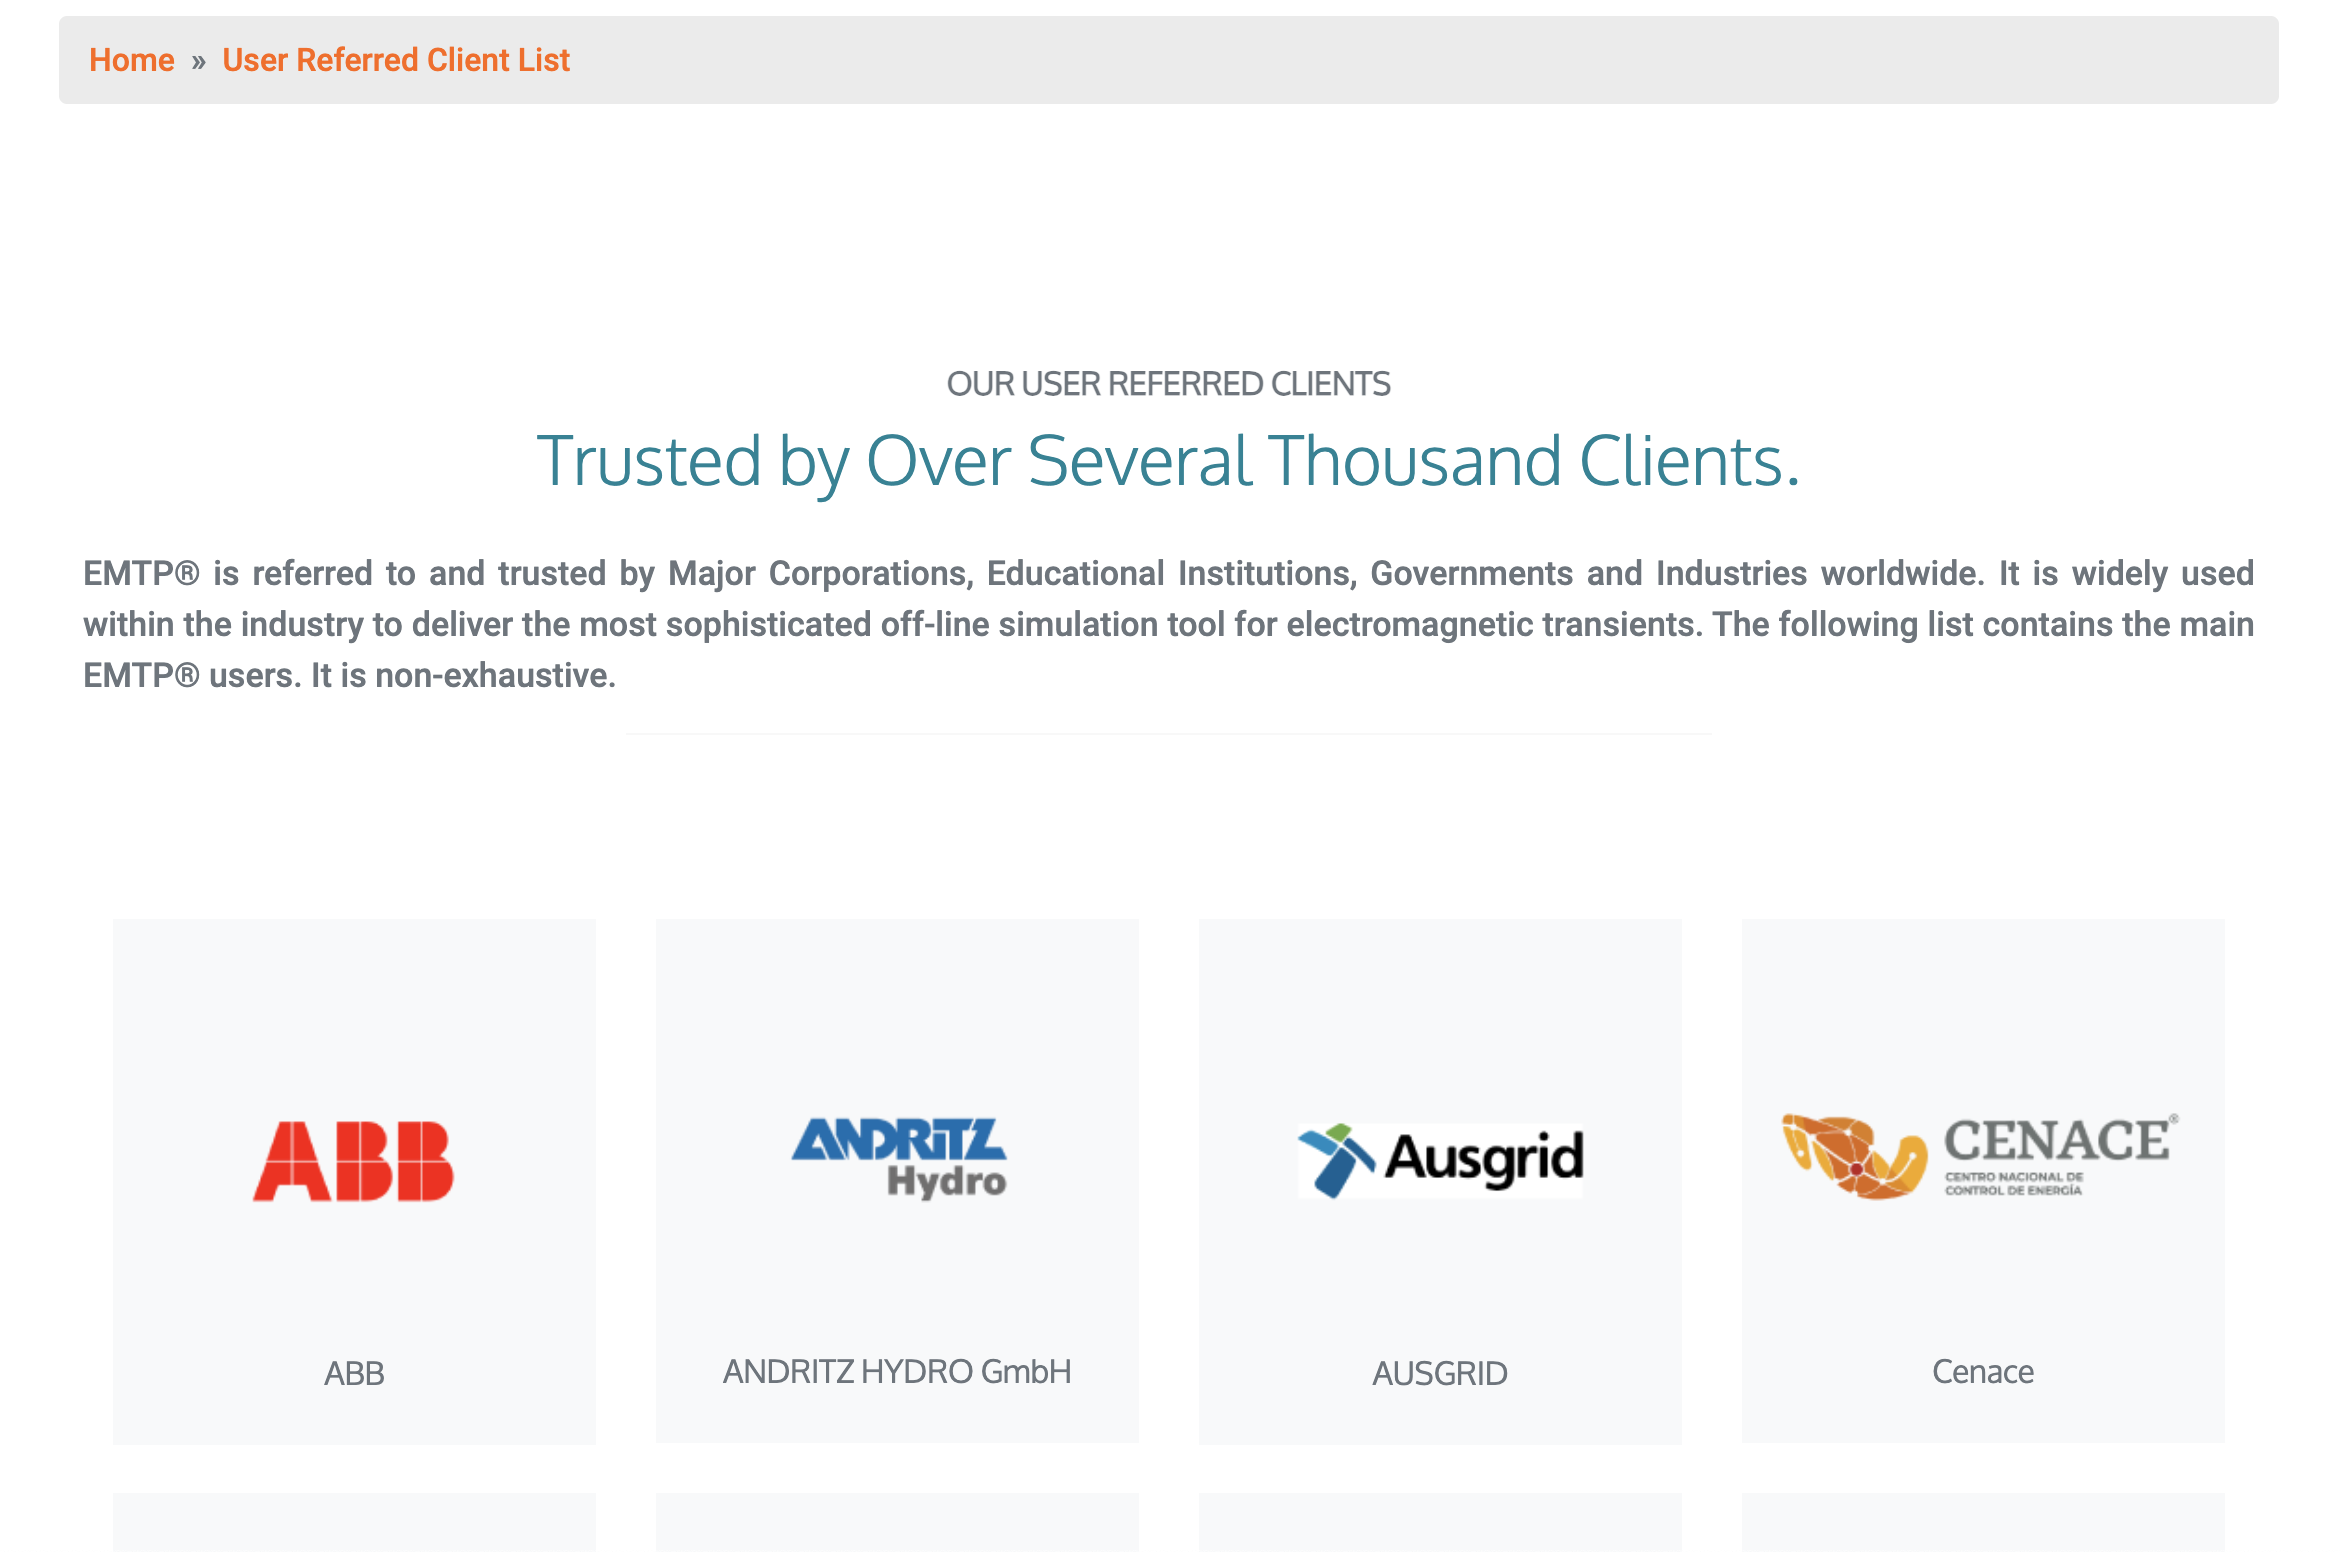 Home » User Referred Client List
OUR USER REFERRED CLIENTS
Trusted by Over Several Thousand Clients.
EMTP® is referred to and trusted by Major Corporations, Educational Institutions, Governments and Industries worldwide. It is widely used
within the industry to deliver the most sophisticated off-line simulation tool for electromagnetic transients. The following list contains the main
EMTP® users. It is non-exhaustive.
ABB
ANDRITZ
Hydro
Ausgrid
CENACE®
CENTRO NACIONAL DE
CONTROL DE ENERGÍA
ABB
ANDRITZ HYDRO GmbH
AUSGRID
Cenace